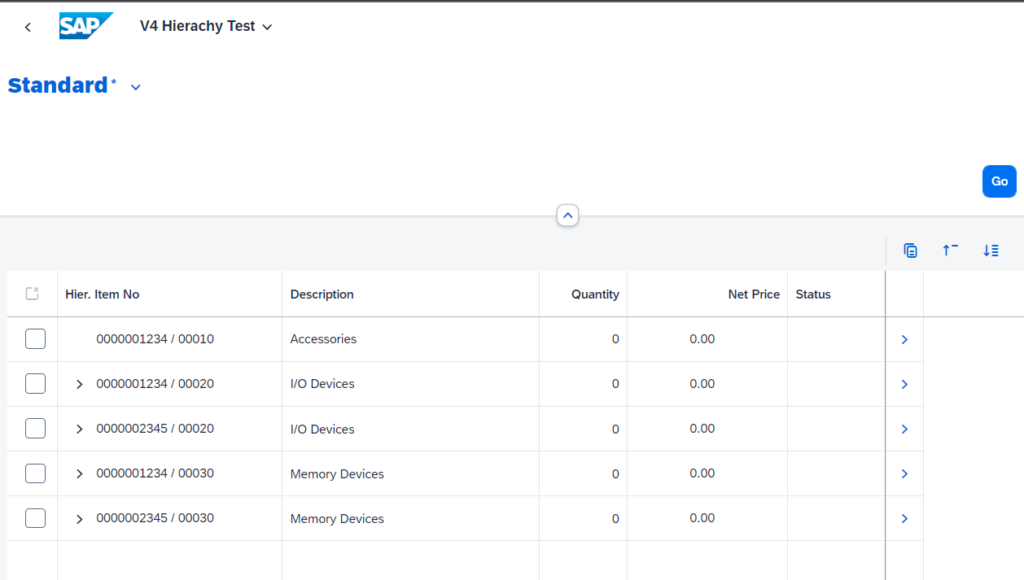 SAP V4 Hierachy Test
Standard *
Go
Hier. Item No Description Quantity Net Price Status
0000001234 / 00010 Accessories 0 0.00
0000001234 / 00020 I/O Devices 0 0.00
0000002345 / 00020 I/O Devices 0 0.00
0000001234 / 00030 Memory Devices 0 0.00
0000002345 / 00030 Memory Devices 0 0.00